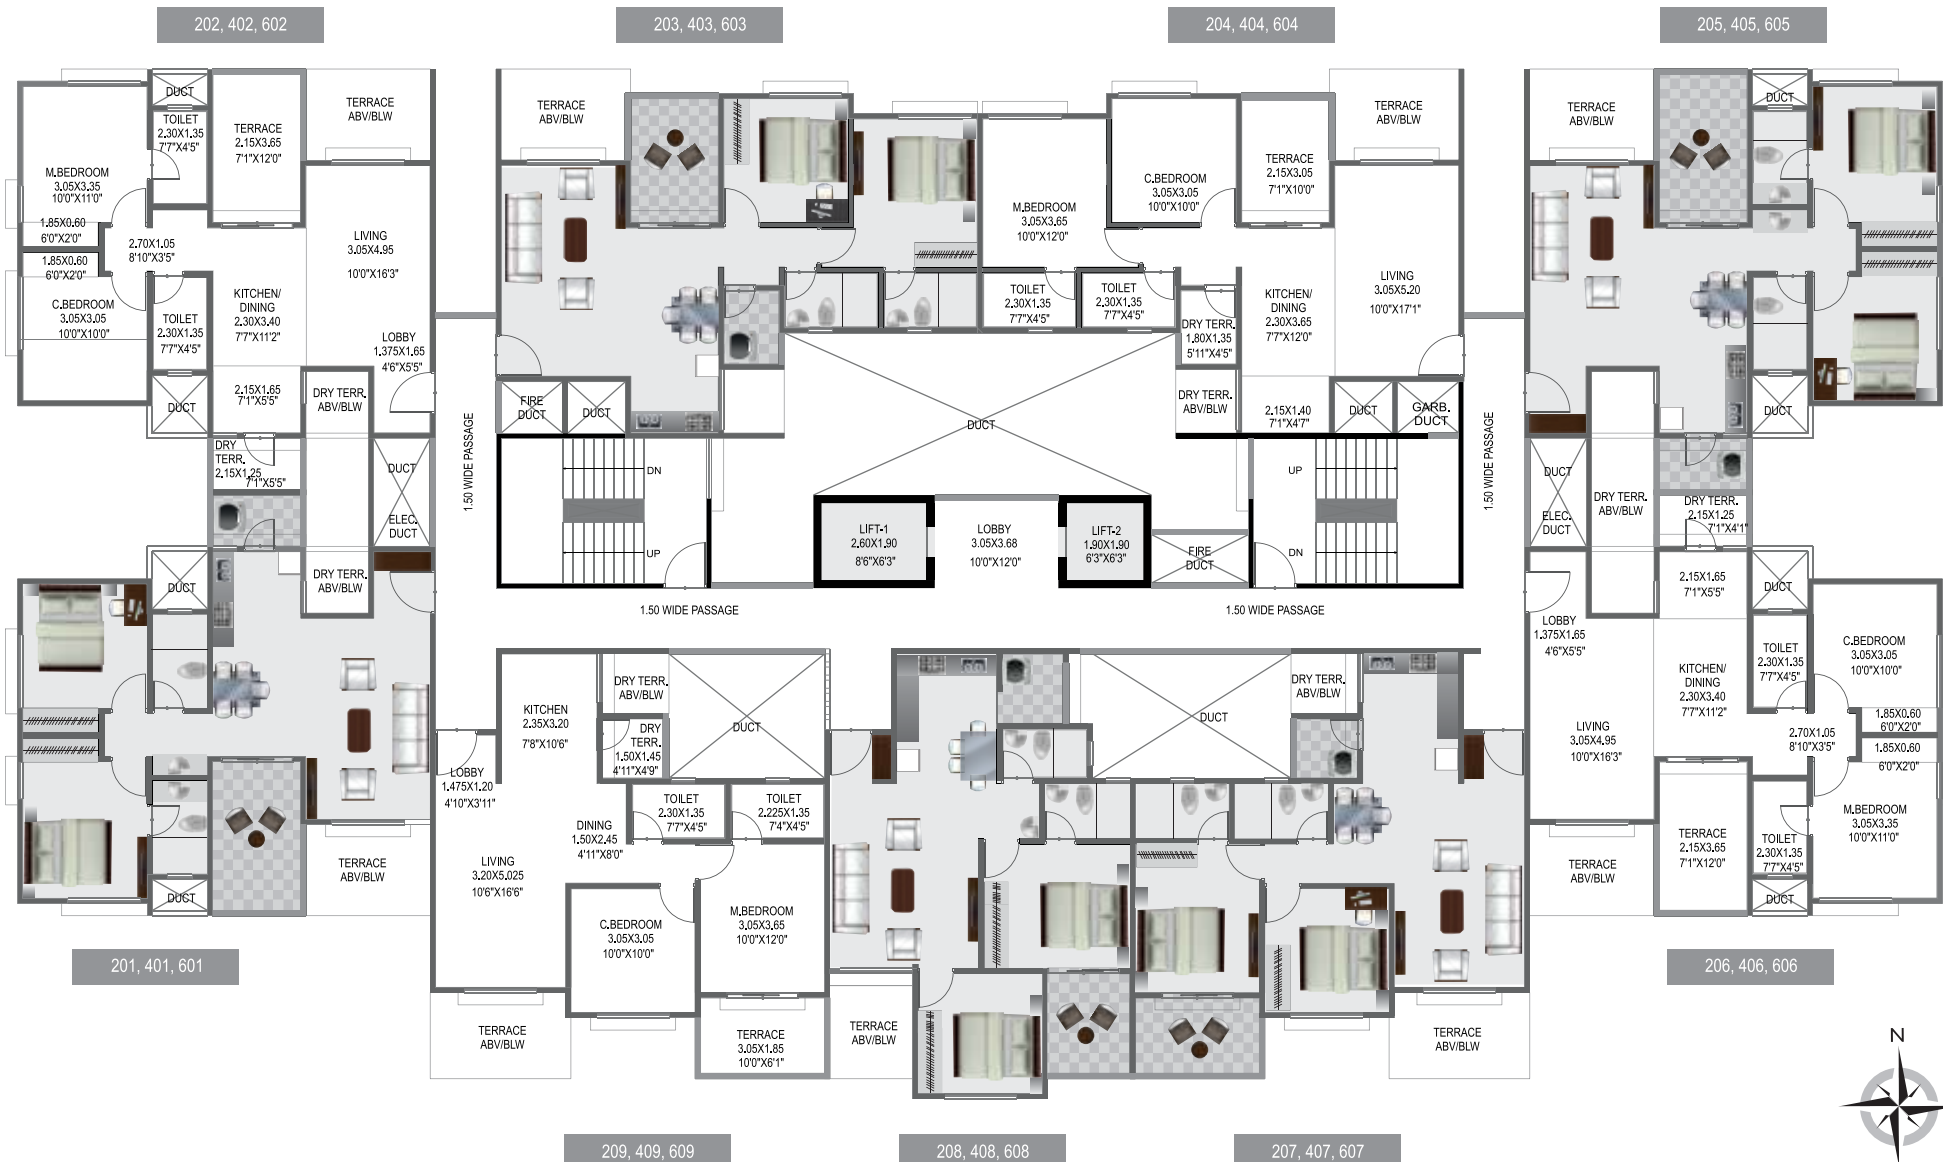 202, 402, 602
203, 403, 603
204, 404, 604
205, 405, 605
DUCT
TOILET
2.30X1.35
7'7"X4'5"
TERRACE
2.15X3.65
7'1"X12'0"
TERRACE
ABV/BLW
M.BEDROOM
3.05X3.35
10'0"X11'0"
1.85X0.60
6'0"X2'0"
1.85X0.60
6'0"X2'0"
2.70X1.05
8'10"X3'5"
C.BEDROOM
3.05X3.05
10'0"X10'0"
TOILET
2.30X1.35
7'7"X4'5"
KITCHEN/
DINING
2.30X3.40
7'7"X11'2"
LIVING
3.05X4.95
10'0"X16'3"
LOBBY
1.375X1.65
4'6"X5'5"
DUCT
2.15X1.65
7'1"X5'5"
DRY TERR.
ABV/BLW
DRY
TERR.
2.15X1.25
7'1"X5'5"
DUCT
ELEC.
DUCT
1.50 WIDE PASSAGE
TERRACE
ABV/BLW
FIRE
DUCT
DUCT
DN
UP
DUCT
M.BEDROOM
3.05X3.65
10'0"X12'0"
C.BEDROOM
3.05X3.05
10'0"X10'0"
TERRACE
2.15X3.05
7'1"X10'0"
TERRACE
ABV/BLW
TOILET
2.30X1.35
7'7"X4'5"
TOILET
2.30X1.35
7'7"X4'5"
DRY TERR.
1.80X1.35
5'11"X4'5"
KITCHEN/
DINING
2.30X3.65
7'7"X12'0"
LIVING
3.05X5.20
10'0"X17'1"
DRY TERR.
ABV/BLW
2.15X1.40
7'1"X4'7"
DUCT
GARB.
DUCT
UP
DN
LIFT-1
2.60X1.90
8'6"X6'3"
LOBBY
3.05X3.68
10'0"X12'0"
LIFT-2
1.90X1.90
6'3"X6'3"
FIRE
DUCT
1.50 WIDE PASSAGE
1.50 WIDE PASSAGE
1.50 WIDE PASSAGE
TERRACE
ABV/BLW
DUCT
DUCT
DUCT
ELEC.
DUCT
DRY TERR.
ABV/BLW
DRY TERR.
2.15X1.25
7'1"X4'1"
DUCT
DRY TERR.
ABV/BLW
TERRACE
ABV/BLW
DUCT
201, 401, 601
LOBBY
1.375X1.65
4'6"X5'5"
2.15X1.65
7'1"X5'5"
DUCT
TOILET
2.30X1.35
7'7"X4'5"
C.BEDROOM
3.05X3.05
10'0"X10'0"
KITCHEN/
DINING
2.30X3.40
7'7"X11'2"
LIVING
3.05X4.95
10'0"X16'3"
2.70X1.05
8'10"X3'5"
1.85X0.60
6'0"X2'0"
1.85X0.60
6'0"X2'0"
M.BEDROOM
3.05X3.35
10'0"X11'0"
TERRACE
2.15X3.65
7'1"X12'0"
TOILET
2.30X1.35
7'7"X4'5"
TERRACE
ABV/BLW
DUCT
206, 406, 606
KITCHEN
2.35X3.20
7'8"X10'6"
DRY TERR.
ABV/BLW
DRY
TERR.
1.50X1.45
4'11"X4'9"
DUCT
LOBBY
1.475X1.20
4'10"X3'11"
TOILET
2.30X1.35
7'7"X4'5"
TOILET
2.225X1.35
7'4"X4'5"
DINING
1.50X2.45
4'11"X8'0"
LIVING
3.20X5.025
10'6"X16'6"
C.BEDROOM
3.05X3.05
10'0"X10'0"
M.BEDROOM
3.05X3.65
10'0"X12'0"
TERRACE
ABV/BLW
TERRACE
3.05X1.85
10'0"X6'1"
TERRACE
ABV/BLW
DUCT
DRY TERR.
ABV/BLW
TERRACE
ABV/BLW
N
209, 409, 609
208, 408, 608
207, 407, 607